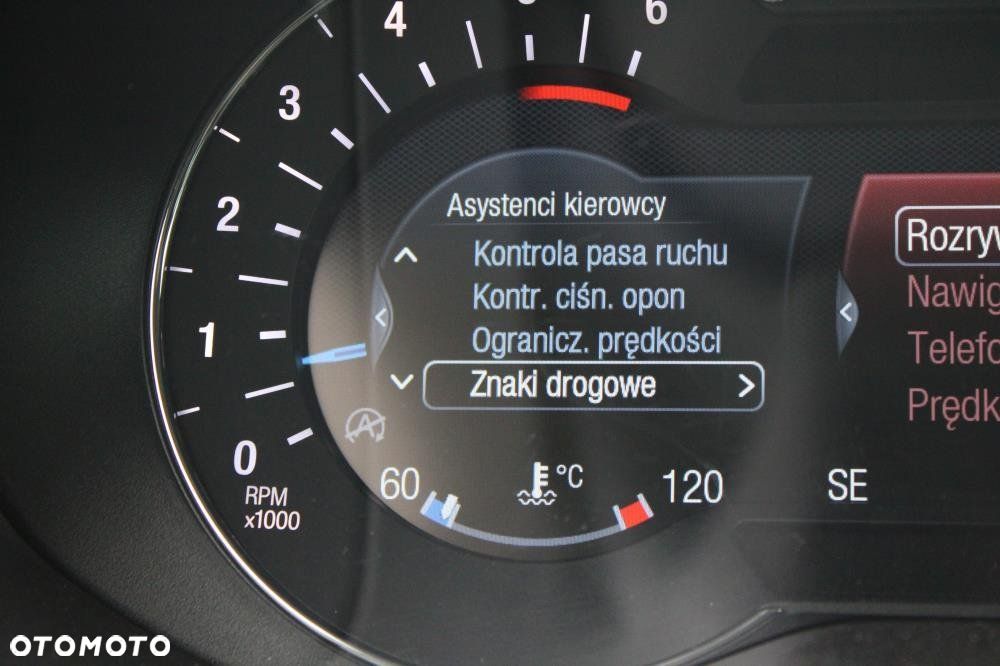 4
6
3
2
1
0
RPM
x1000
Asystenci kierowcy
Kontrola pasa ruchu
Kontr. ciśn. opon
Ogranicz. prędkości
Znaki drogowe
60
°C
120
SE
OTOMOTO